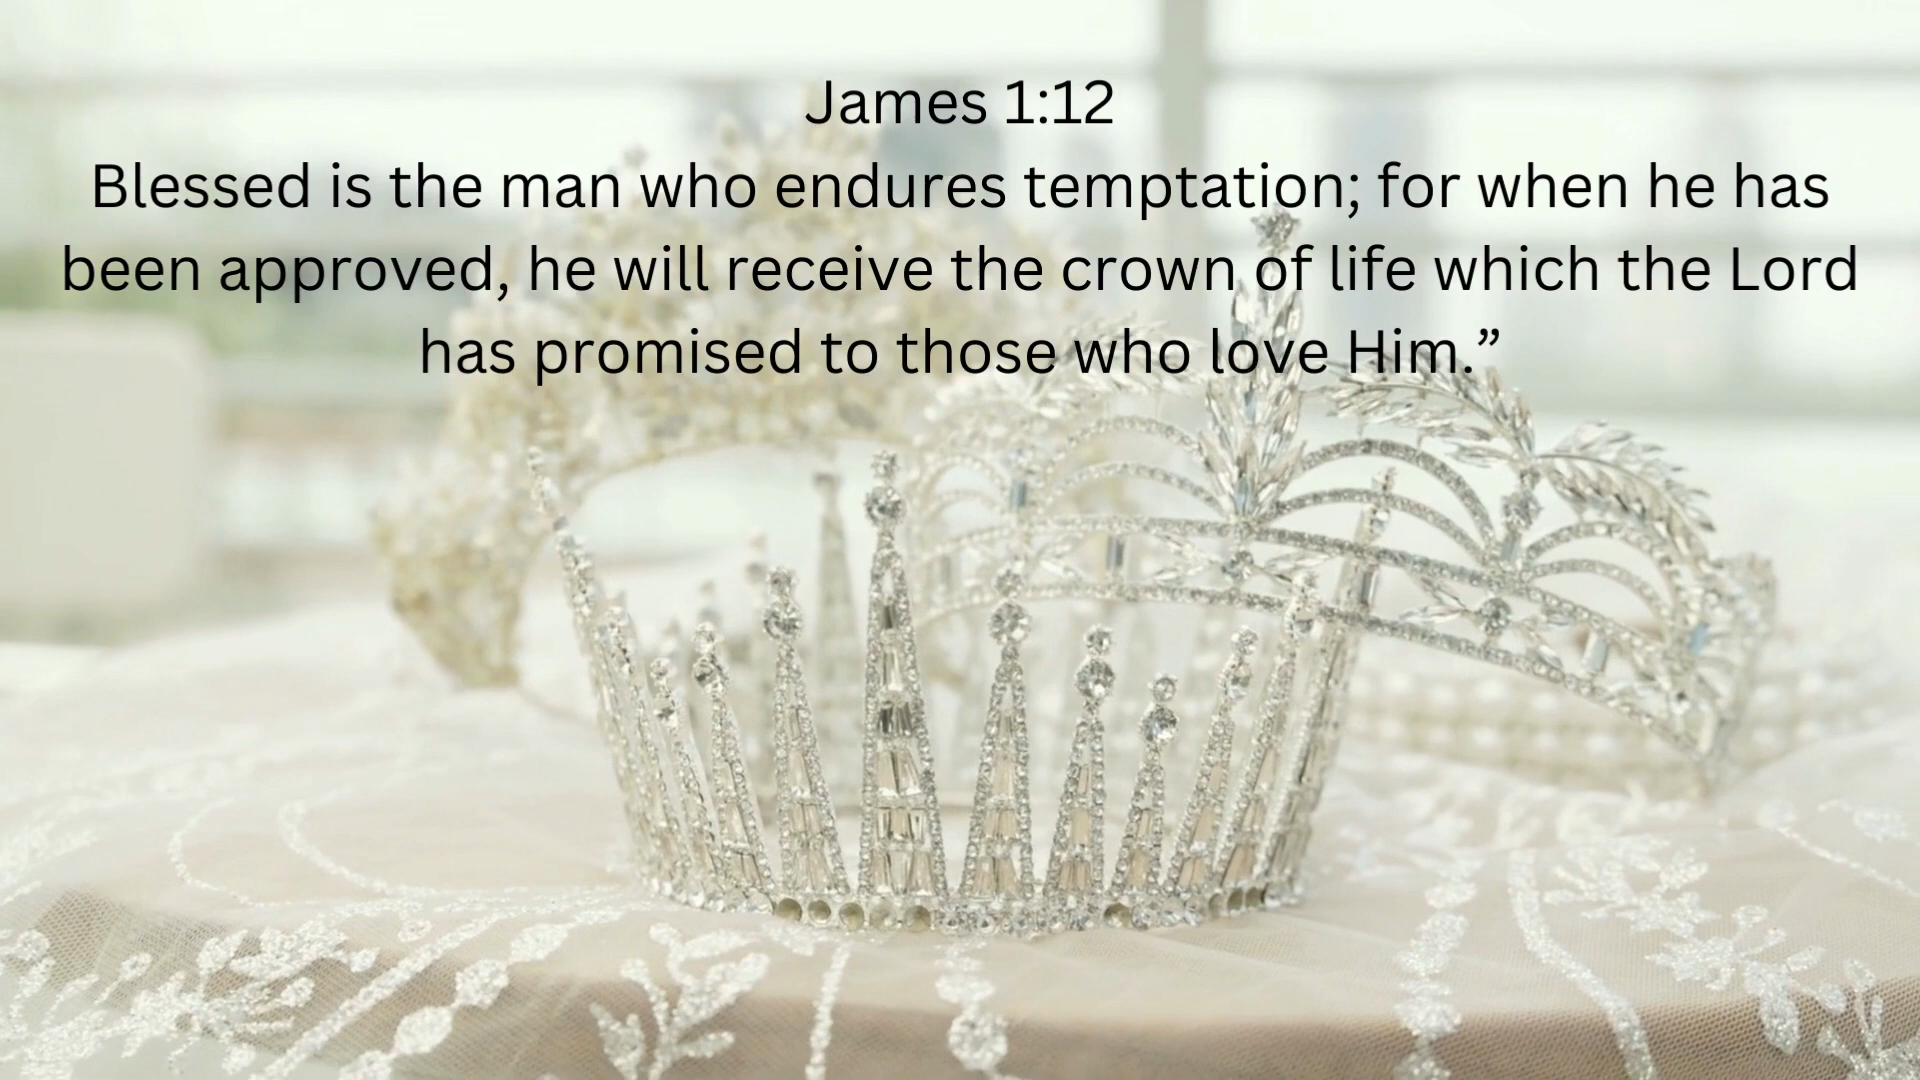 James 1:12
Blessed is the man who endures temptation; for when he has
been approved, he will receive the crown of life which the Lord
has promised to those who love Him.”